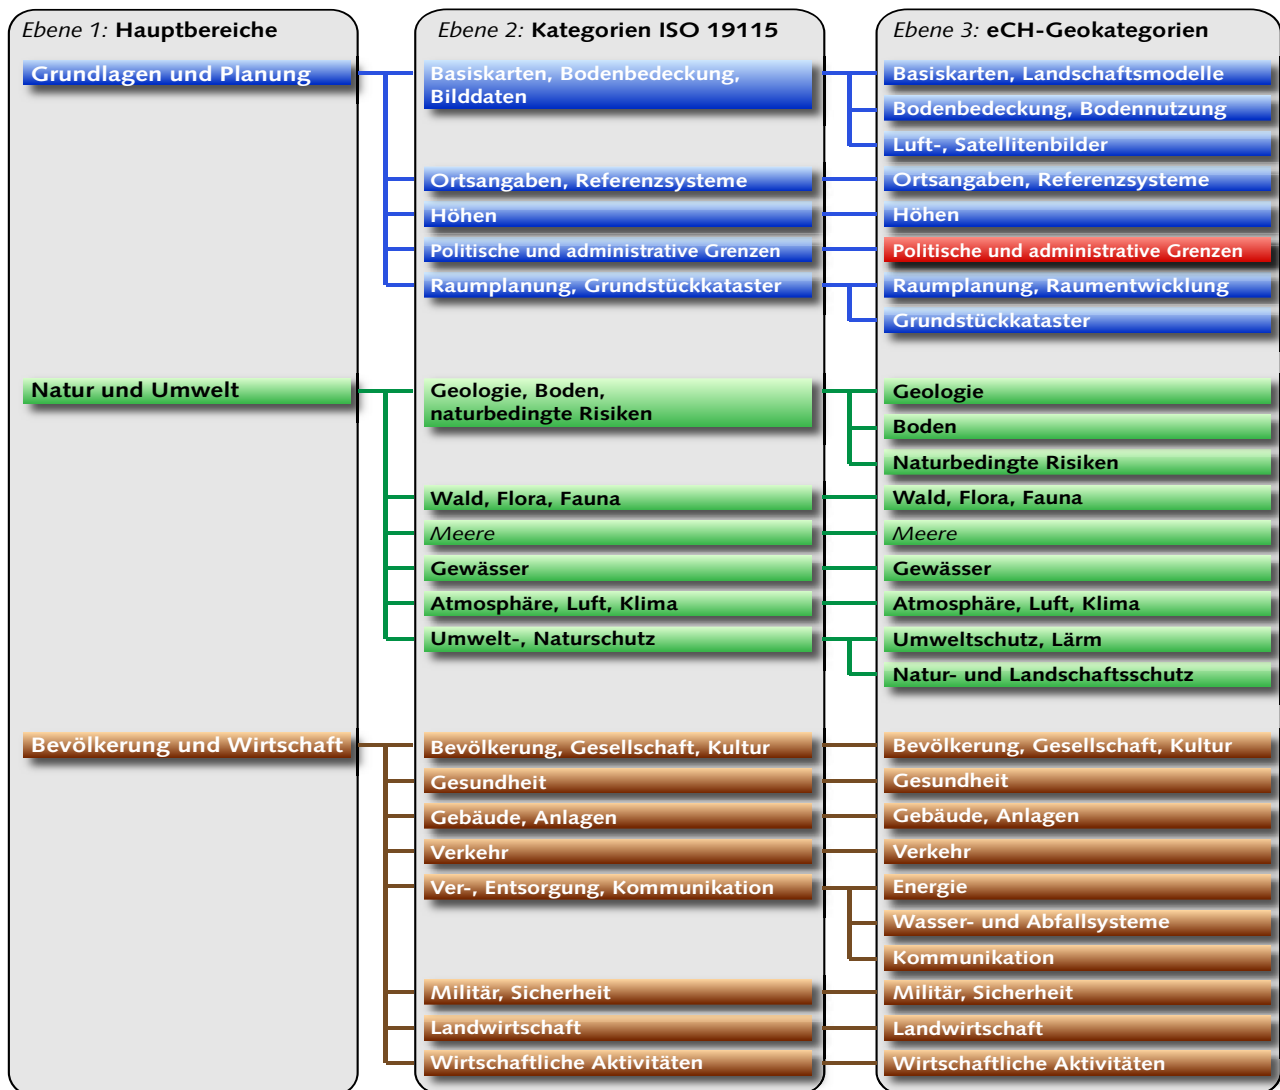 Ebene 1: Hauptbereiche
Grundlagen und Planung
Natur und Umwelt
Bevölkerung und Wirtschaft
Ebene 2: Kategorien ISO 19115
Basiskarten, Bodenbedeckung,
Bilddaten
Ortsangaben, Referenzsysteme
Höhen
Politische und administrative Grenzen
Raumplanung, Grundstückkataster
Geologie, Boden,
naturbedingte Risiken
Wald, Flora, Fauna
Meere
Gewässer
Atmosphäre, Luft, Klima
Umwelt-, Naturschutz
Bevölkerung, Gesellschaft, Kultur
Gesundheit
Gebäude, Anlagen
Verkehr
Ver-, Entsorgung, Kommunikation
Militär, Sicherheit
Landwirtschaft
Wirtschaftliche Aktivitäten
Ebene 3: eCH-Geokategorien
Basiskarten, Landschaftsmodelle
Bodenbedeckung, Bodennutzung
Luft-, Satellitenbilder
Ortsangaben, Referenzsysteme
Höhen
Politische und administrative Grenzen
Raumplanung, Raumentwicklung
Grundstückkataster
Geologie
Boden
Naturbedingte Risiken
Wald, Flora, Fauna
Meere
Gewässer
Atmosphäre, Luft, Klima
Umweltschutz, Lärm
Natur- und Landschaftsschutz
Bevölkerung, Gesellschaft, Kultur
Gesundheit
Gebäude, Anlagen
Verkehr
Energie
Wasser- und Abfallsysteme
Kommunikation
Militär, Sicherheit
Landwirtschaft
Wirtschaftliche Aktivitäten